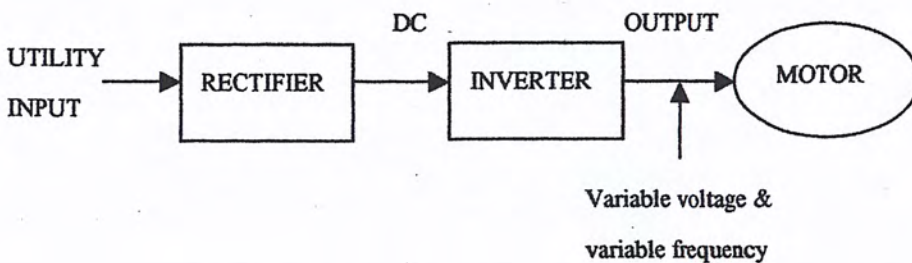 DC
OUTPUT
UTILITY
INPUT
RECTIFIER
INVERTER
MOTOR
Variable voltage &
variable frequency